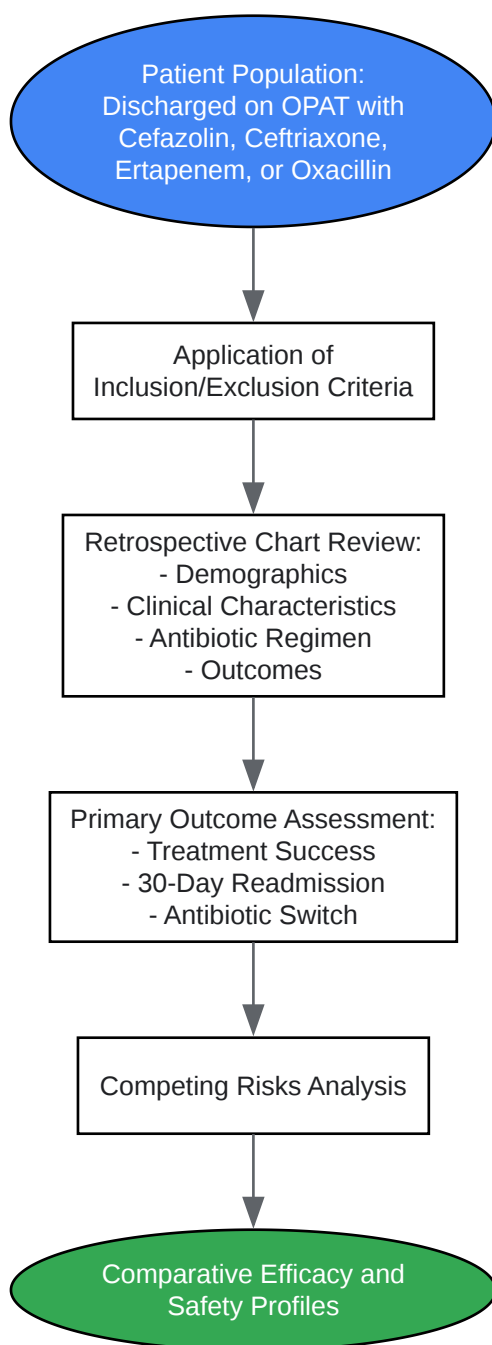 Patient Population:
Discharged on OPAT with
Cefazolin, Ceftriaxone,
Ertapenem, or Oxacillin
Application of
Inclusion/Exclusion Criteria
Retrospective Chart Review:
- Demographics
- Clinical Characteristics
- Antibiotic Regimen
- Outcomes
Primary Outcome Assessment:
- Treatment Success
- 30-Day Readmission
- Antibiotic Switch
Competing Risks Analysis
Comparative Efficacy and
Safety Profiles